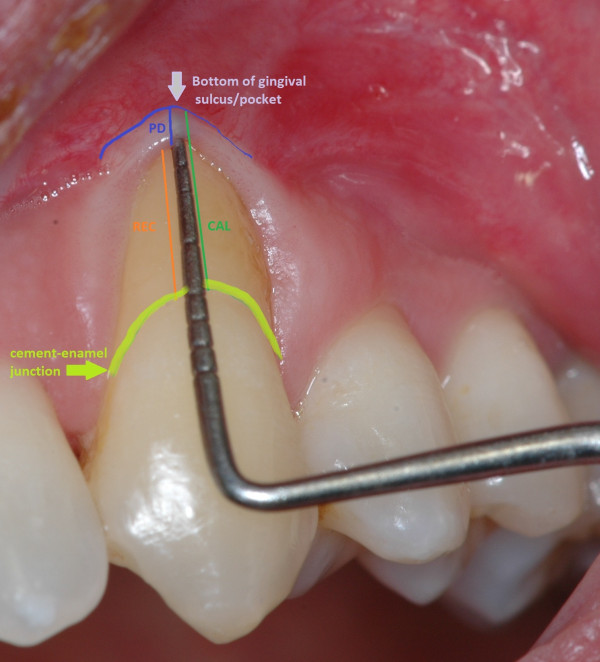 Bottom of gingival
sulcus/pocket
PD
REC
CAL
cement-enamel
junction